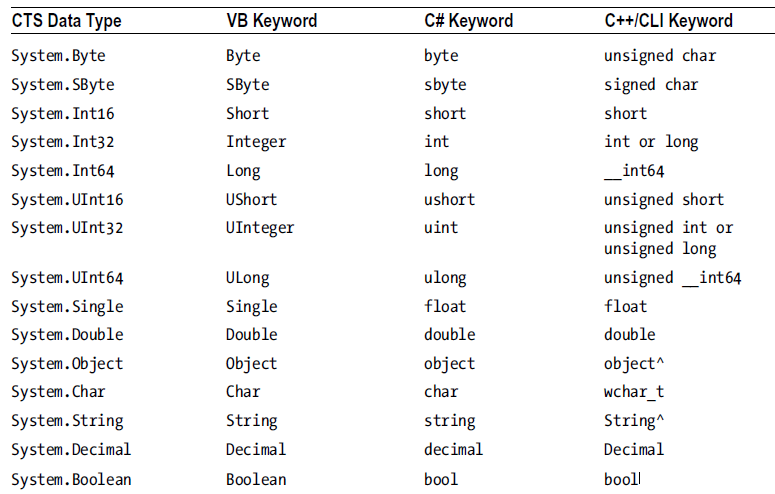 CTS Data Type VB Keyword C# Keyword C++/CLI Keyword
System.Byte Byte byte unsigned char
System.SByte SByte sbyte signed char
System.Int16 Short short short
System.Int32 Integer int int or long
System.Int64 Long long __int64
System.UInt16 UShort ushort unsigned short
System.UInt32 UInteger uint unsigned int or
unsigned long
System.UInt64 ULong ulong unsigned __int64
System.Single Single float float
System.Double Double double double
System.Object Object object object^
System.Char Char char wchar_t
System.String String string String^
System.Decimal Decimal decimal Decimal
System.Boolean Boolean bool bool